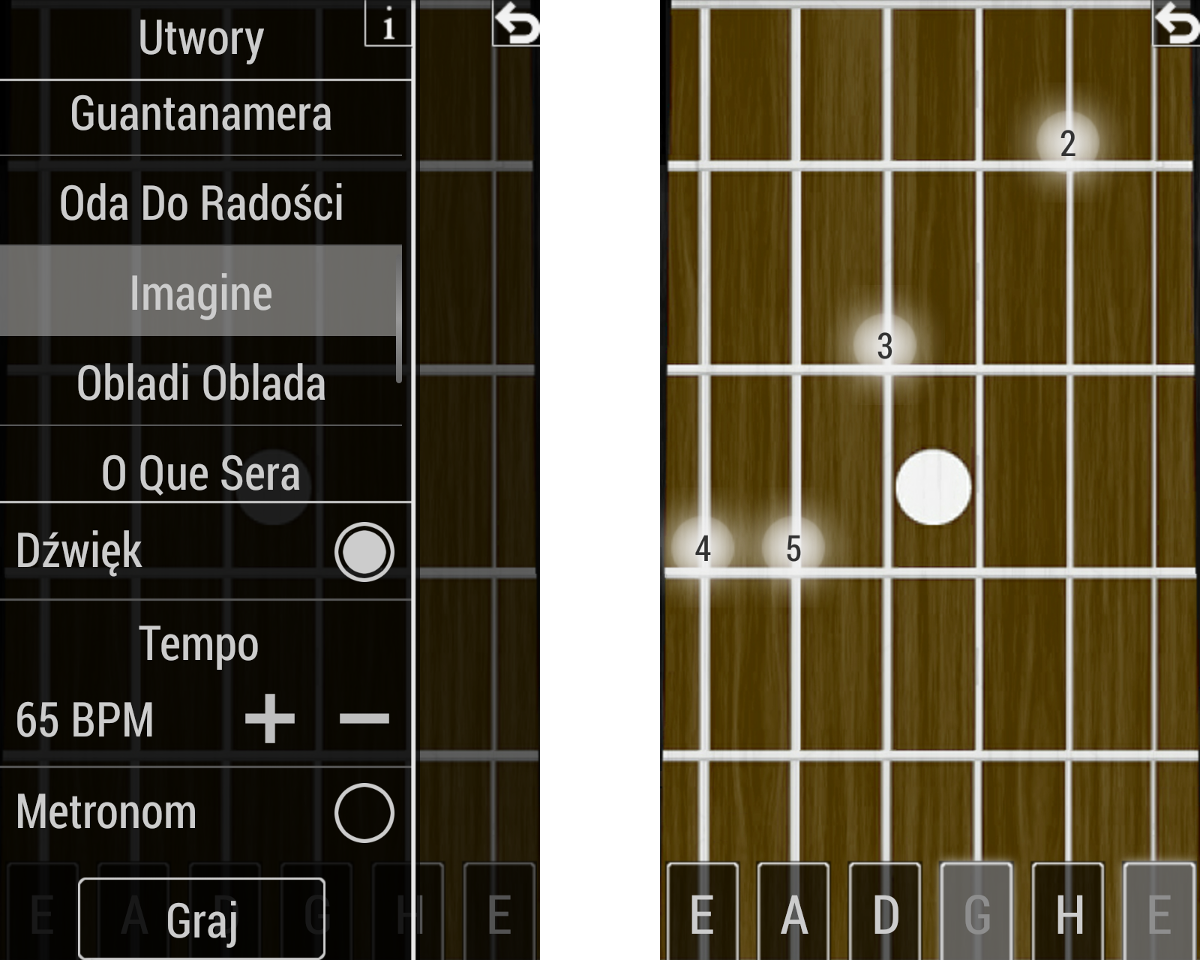 Utwory
i
Guantanamera
Oda Do Radości
Imagine
Obladi Oblada
O Que Sera
Dźwięk
Tempo
65 BPM + −
Metronom
E A D G H E
Graj
2
3
4 5
E A D G H E